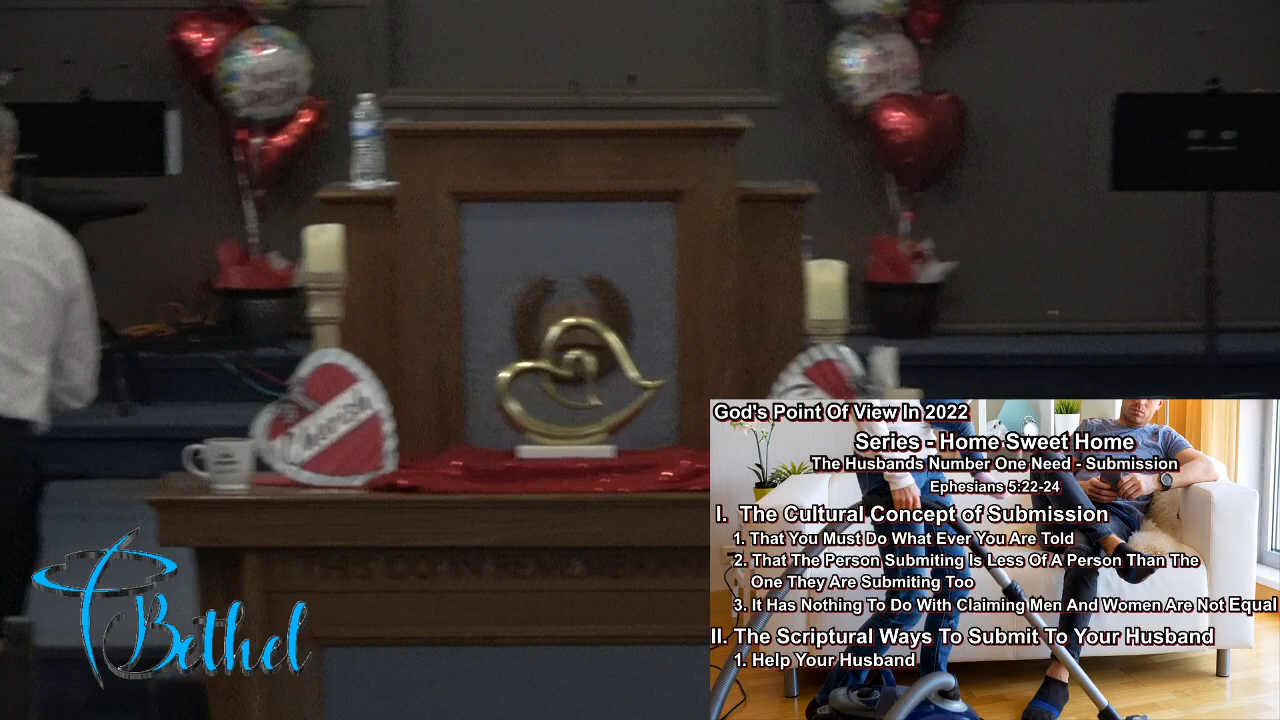 God's Point Of View In 2022
Series - Home Sweet Home
The Husbands Number One Need - Submission
Ephesians 5:22-24
I. The Cultural Concept of Submission
1. That You Must Do What Ever You Are Told
2. That The Person Submiting Is Less Of A Person Than The
One They Are Submiting Too
3. It Has Nothing To Do With Claiming Men And Women Are Not Equal
II. The Scriptural Ways To Submit To Your Husband
1. Help Your Husband
Bethel